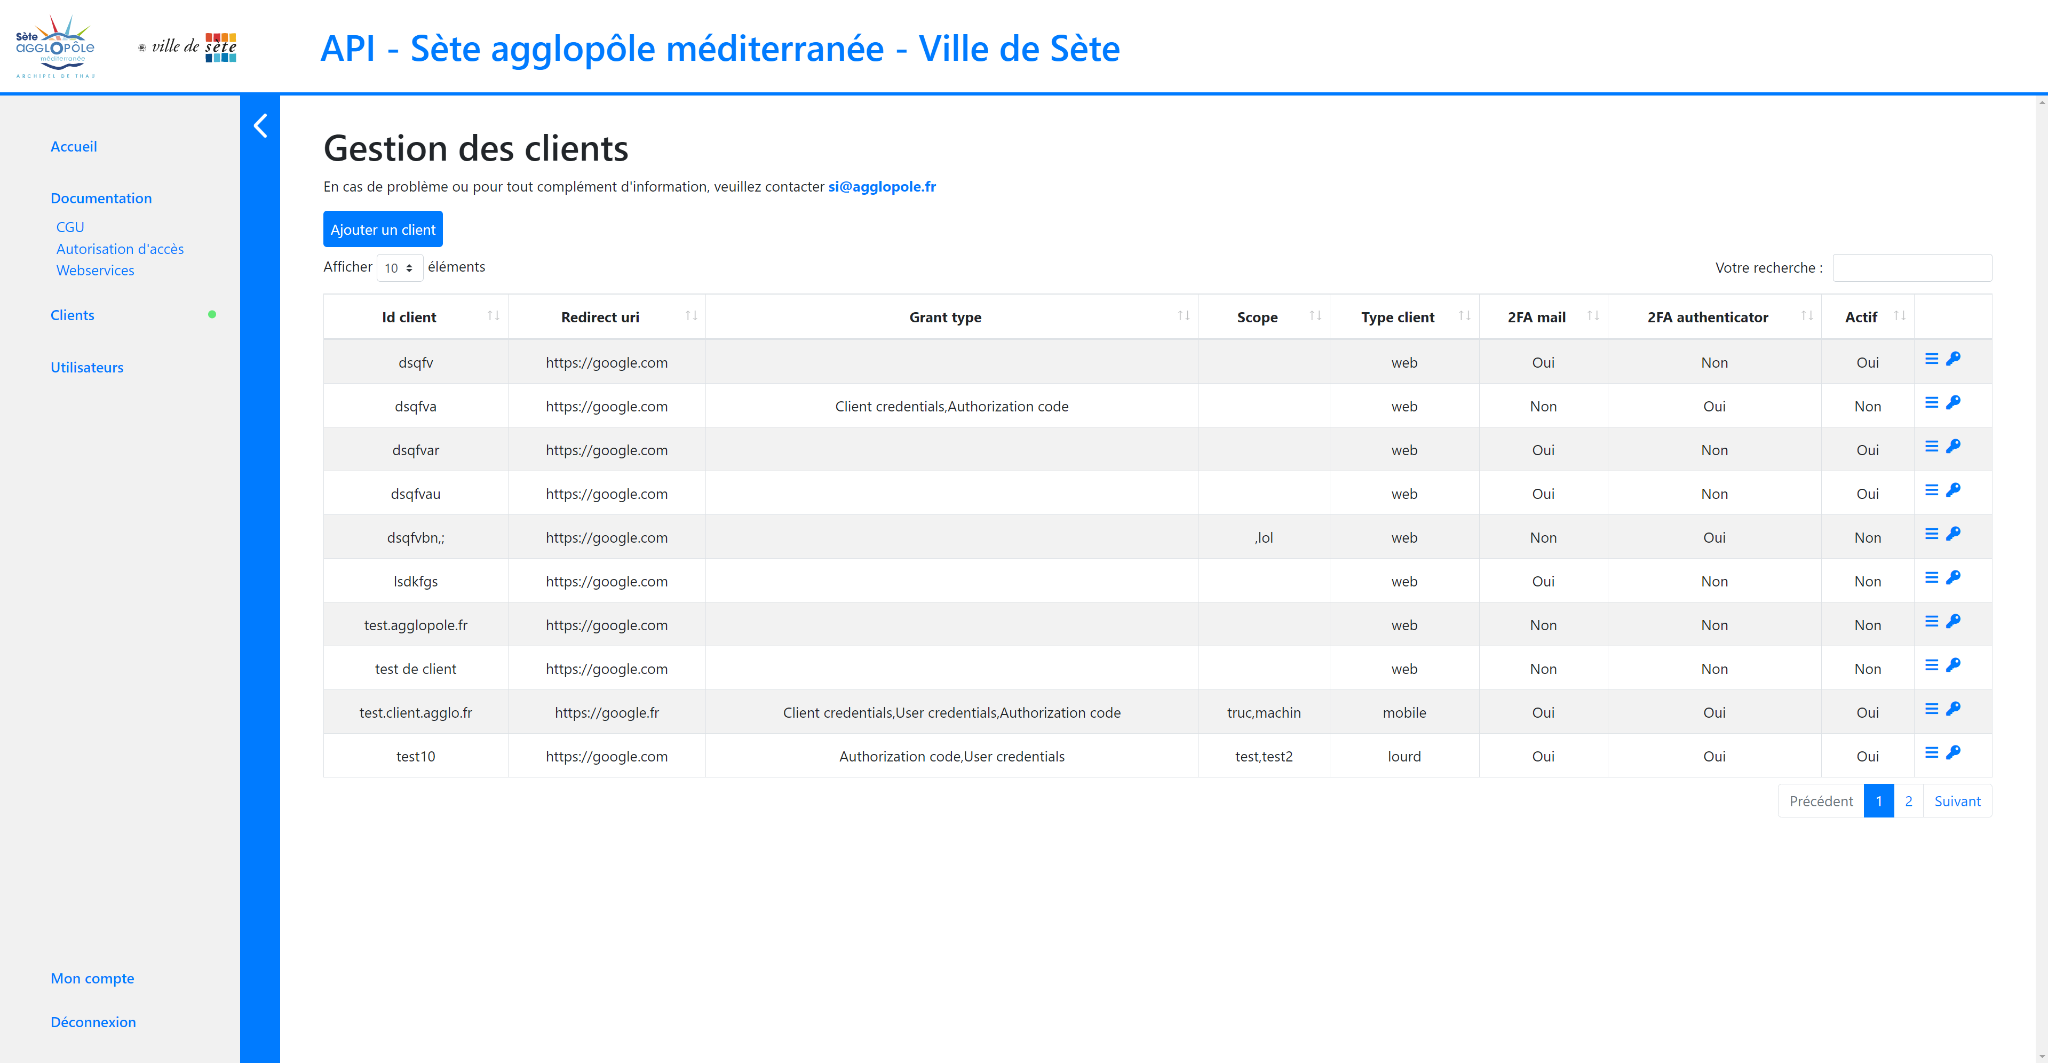 Sète
agglopôle
méditerranée
ARCHIPEL DE THAU
ville de sète
API - Sète agglopôle méditerranée - Ville de Sète
Accueil
Documentation
CGU
Autorisation d'accès
Webservices
Clients
Utilisateurs
Mon compte
Déconnexion
Gestion des clients
En cas de problème ou pour tout complément d'information, veuillez contacter si@agglopole.fr
Ajouter un client
Afficher 10 éléments
Votre recherche :
Id client Redirect uri Grant type Scope Type client 2FA mail 2FA authenticator Actif
dsqfv https://google.com web Oui Non Oui
dsqfva https://google.com Client credentials,Authorization code web Non Oui Non
dsqfvar https://google.com web Oui Non Oui
dsqfvau https://google.com web Oui Non Oui
dsqfvbn,; https://google.com ,lol web Non Oui Non
lsdkfgs https://google.com web Oui Non Non
test.agglopole.fr https://google.com web Non Non Non
test de client https://google.com web Non Non Non
test.client.agglo.fr https://google.fr Client credentials,User credentials,Authorization code truc,machin mobile Oui Oui Oui
test10 https://google.com Authorization code,User credentials test,test2 lourd Oui Oui Oui
Précédent 1 2 Suivant